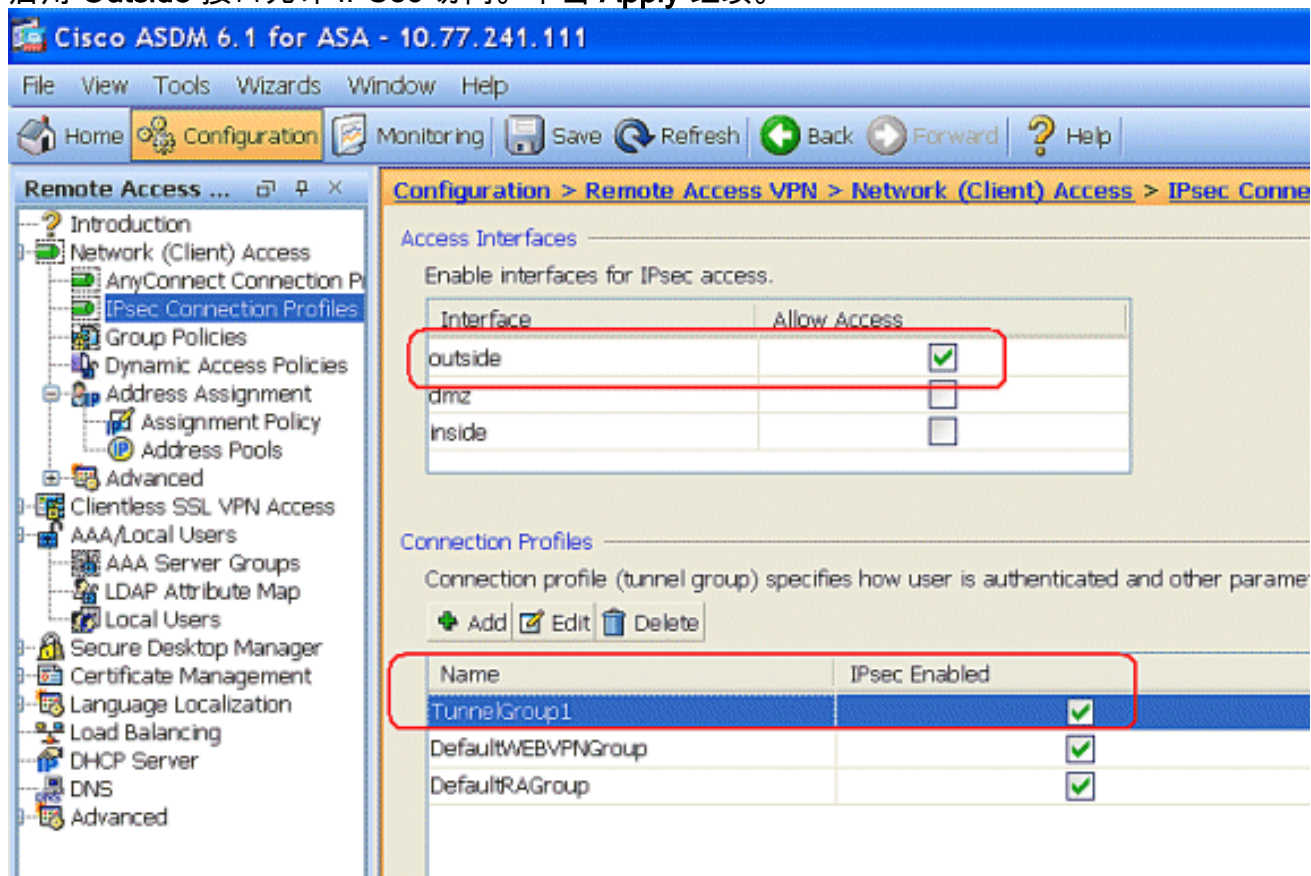 Outside Apply
Cisco ASDM 6.1 for ASA - 10.77.241.111
File View Tools Wizards Window Help
Home Configuration Monitoring Save Refresh Back Forward Help
Remote Access ...
Introduction
Network (Client) Access
AnyConnect Connection P
IPsec Connection Profiles
Group Policies
Dynamic Access Policies
Address Assignment
Assignment Policy
Address Pools
Advanced
Clientless SSL VPN Access
AAA/Local Users
AAA Server Groups
LDAP Attribute Map
Local Users
Secure Desktop Manager
Certificate Management
Language Localization
Load Balancing
DHCP Server
DNS
Advanced
Configuration > Remote Access VPN > Network (Client) Access > IPsec Conne
Access Interfaces
Enable interfaces for IPsec access.
Interface Allow Access
outside
dmz
inside
Connection Profiles
Connection profile (tunnel group) specifies how user is authenticated and other parame
Add Edit Delete
Name IPsec Enabled
TunnelGroup1
DefaultWEBVPNGroup
DefaultRAGroup